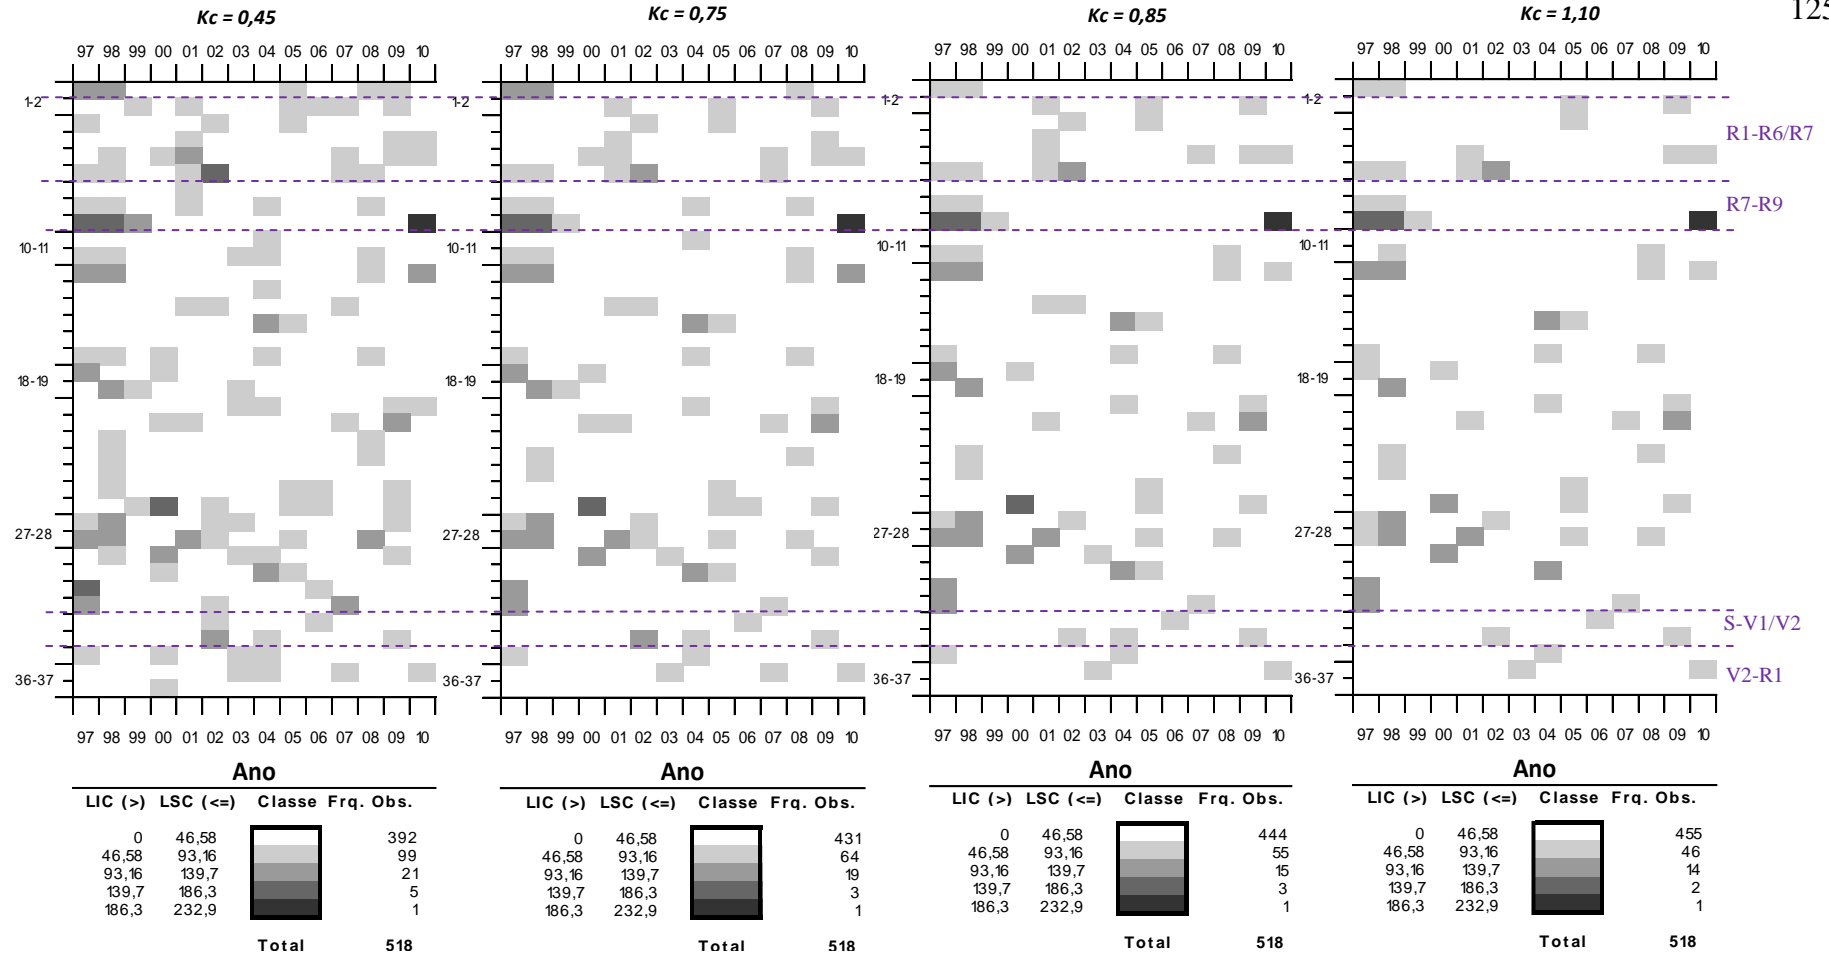 125
Kc = 0,45
Kc = 0,75
Kc = 0,85
Kc = 1,10
97 98 99 00 01 02 03 04 05 06 07 08 09 10
97 98 99 00 01 02 03 04 05 06 07 08 09 10
97 98 99 00 01 02 03 04 05 06 07 08 09 10
97 98 99 00 01 02 03 04 05 06 07 08 09 10
1-2
1-2
1-2
1-2
R1-R6/R7
R7-R9
10-11
10-11
10-11
10-11
18-19
18-19
18-19
18-19
27-28
27-28
27-28
27-28
S-V1/V2
36-37
36-37
36-37
36-37
V2-R1
97 98 99 00 01 02 03 04 05 06 07 08 09 10
97 98 99 00 01 02 03 04 05 06 07 08 09 10
97 98 99 00 01 02 03 04 05 06 07 08 09 10
97 98 99 00 01 02 03 04 05 06 07 08 09 10
Ano
LIC (>) LSC (<=) Classe Frq. Obs.
0 46,58 392
46,58 93,16 99
93,16 139,7 21
139,7 186,3 5
186,3 232,9 1
Total 518
Ano
LIC (>) LSC (<=) Classe Frq. Obs.
0 46,58 431
46,58 93,16 64
93,16 139,7 19
139,7 186,3 3
186,3 232,9 1
Total 518
Ano
LIC (>) LSC (<=) Classe Frq. Obs.
0 46,58 444
46,58 93,16 55
93,16 139,7 15
139,7 186,3 3
186,3 232,9 1
Total 518
Ano
LIC (>) LSC (<=) Classe Frq. Obs.
0 46,58 455
46,58 93,16 46
93,16 139,7 14
139,7 186,3 2
186,3 232,9 1
Total 518